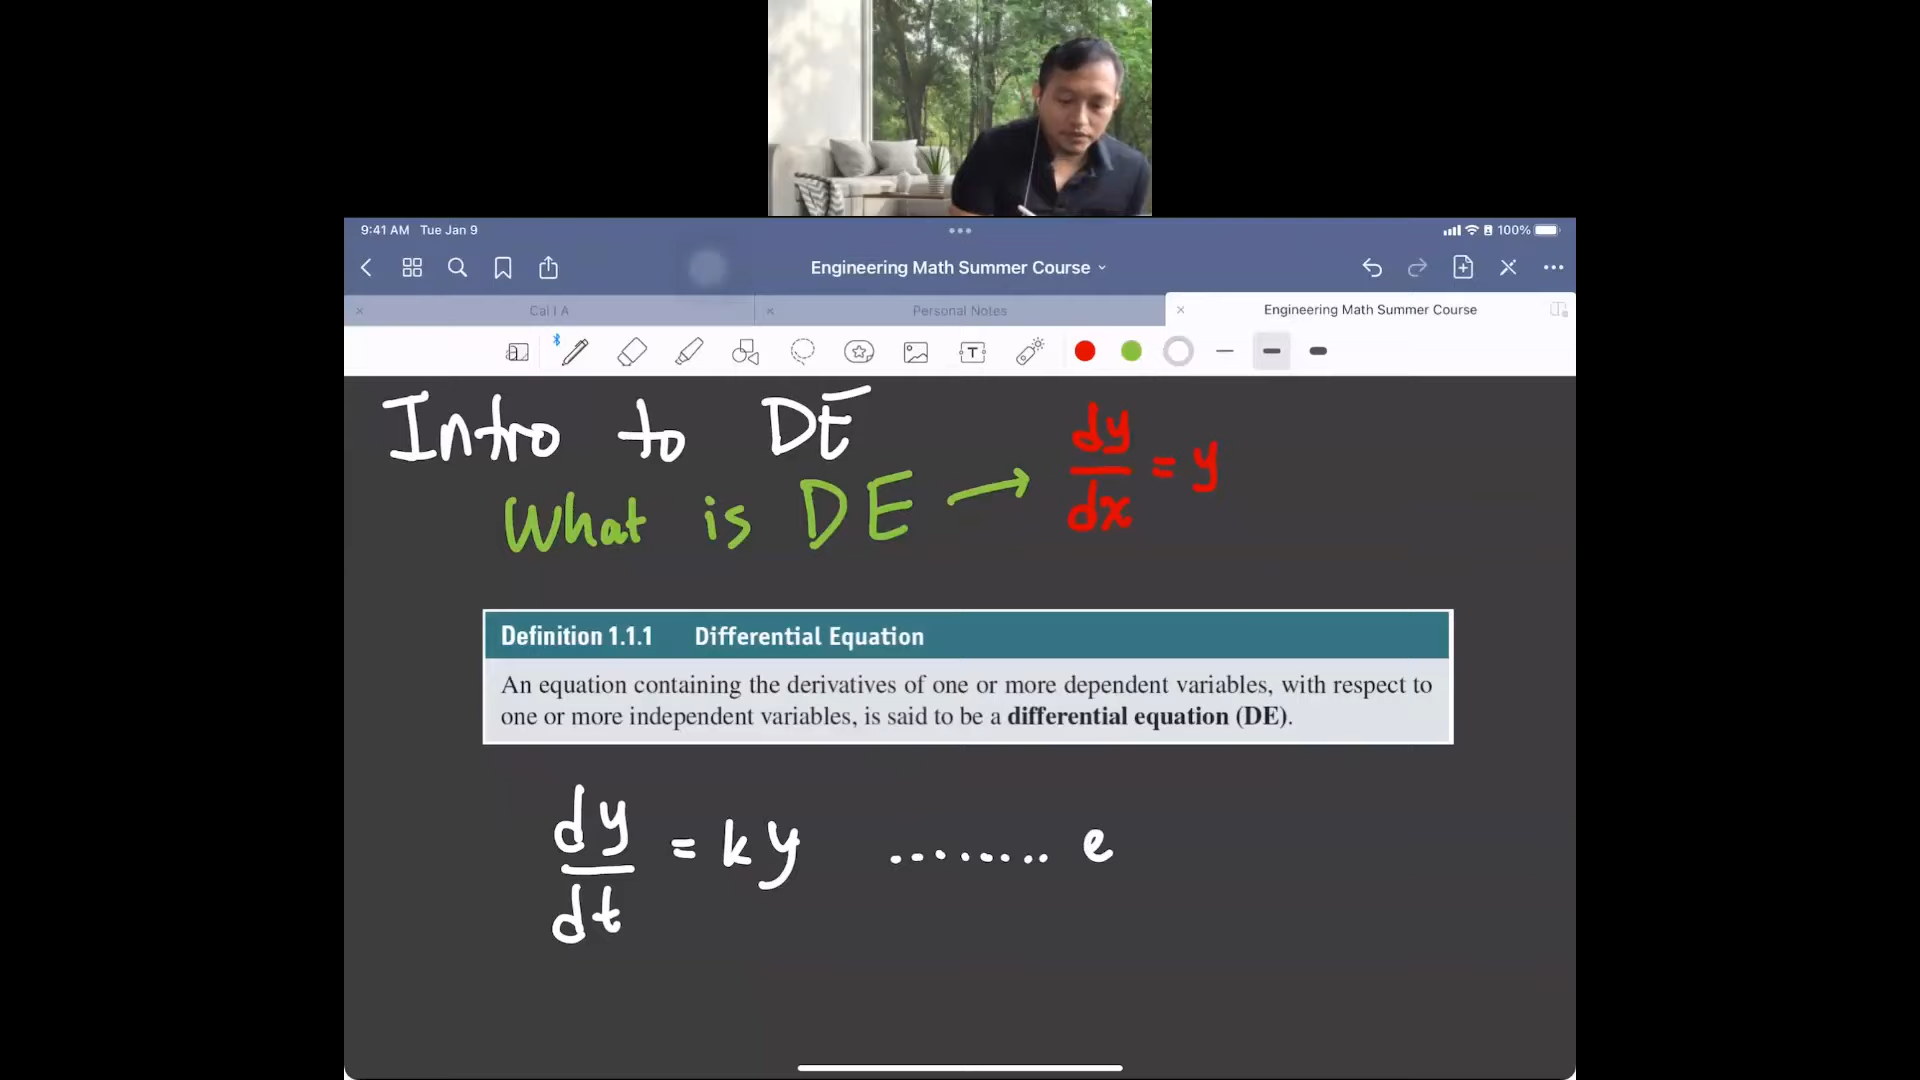 9:41 AM Tue Jan 9
100%
Engineering Math Summer Course
Cal I A
Personal Notes
Engineering Math Summer Course
Intro to DE
What is DE → dy/dx = y
Definition 1.1.1 Differential Equation
An equation containing the derivatives of one or more dependent variables, with respect to
one or more independent variables, is said to be a differential equation (DE).
dy/dt = ky ........ e